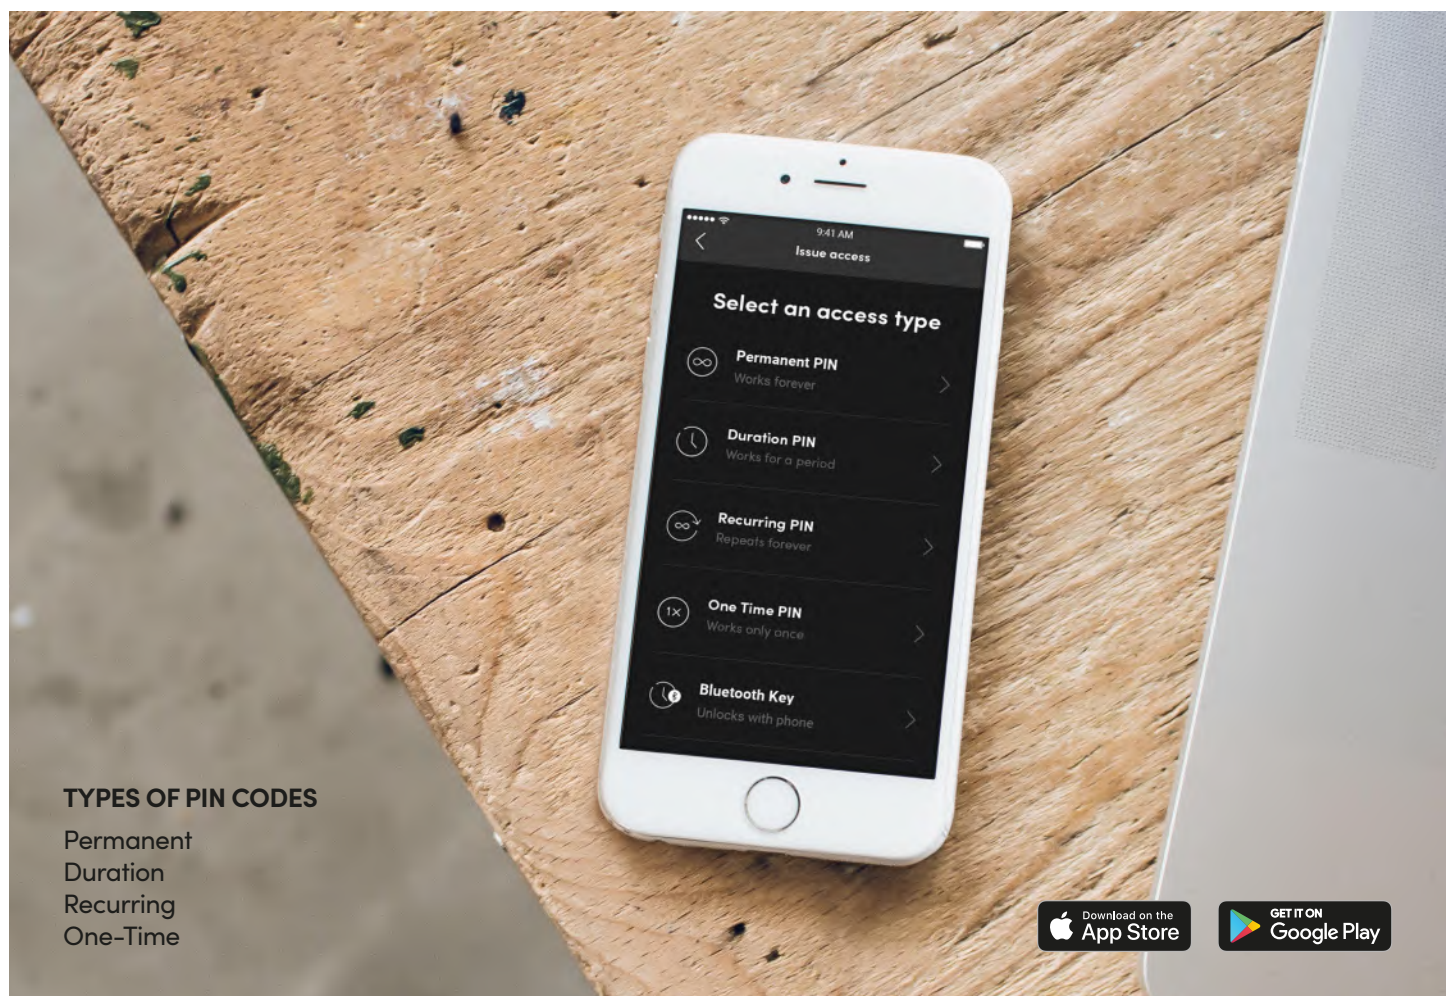 9:41 AM
Issue access
Select an access type
Permanent PIN
Works forever
Duration PIN
Works for a period
Recurring PIN
Repeats forever
1X
One Time PIN
Works only once
Bluetooth Key
Unlocks with phone
TYPES OF PIN CODES
Permanent
Duration
Recurring
One-Time
Download on the
App Store
GET IT ON
Google Play